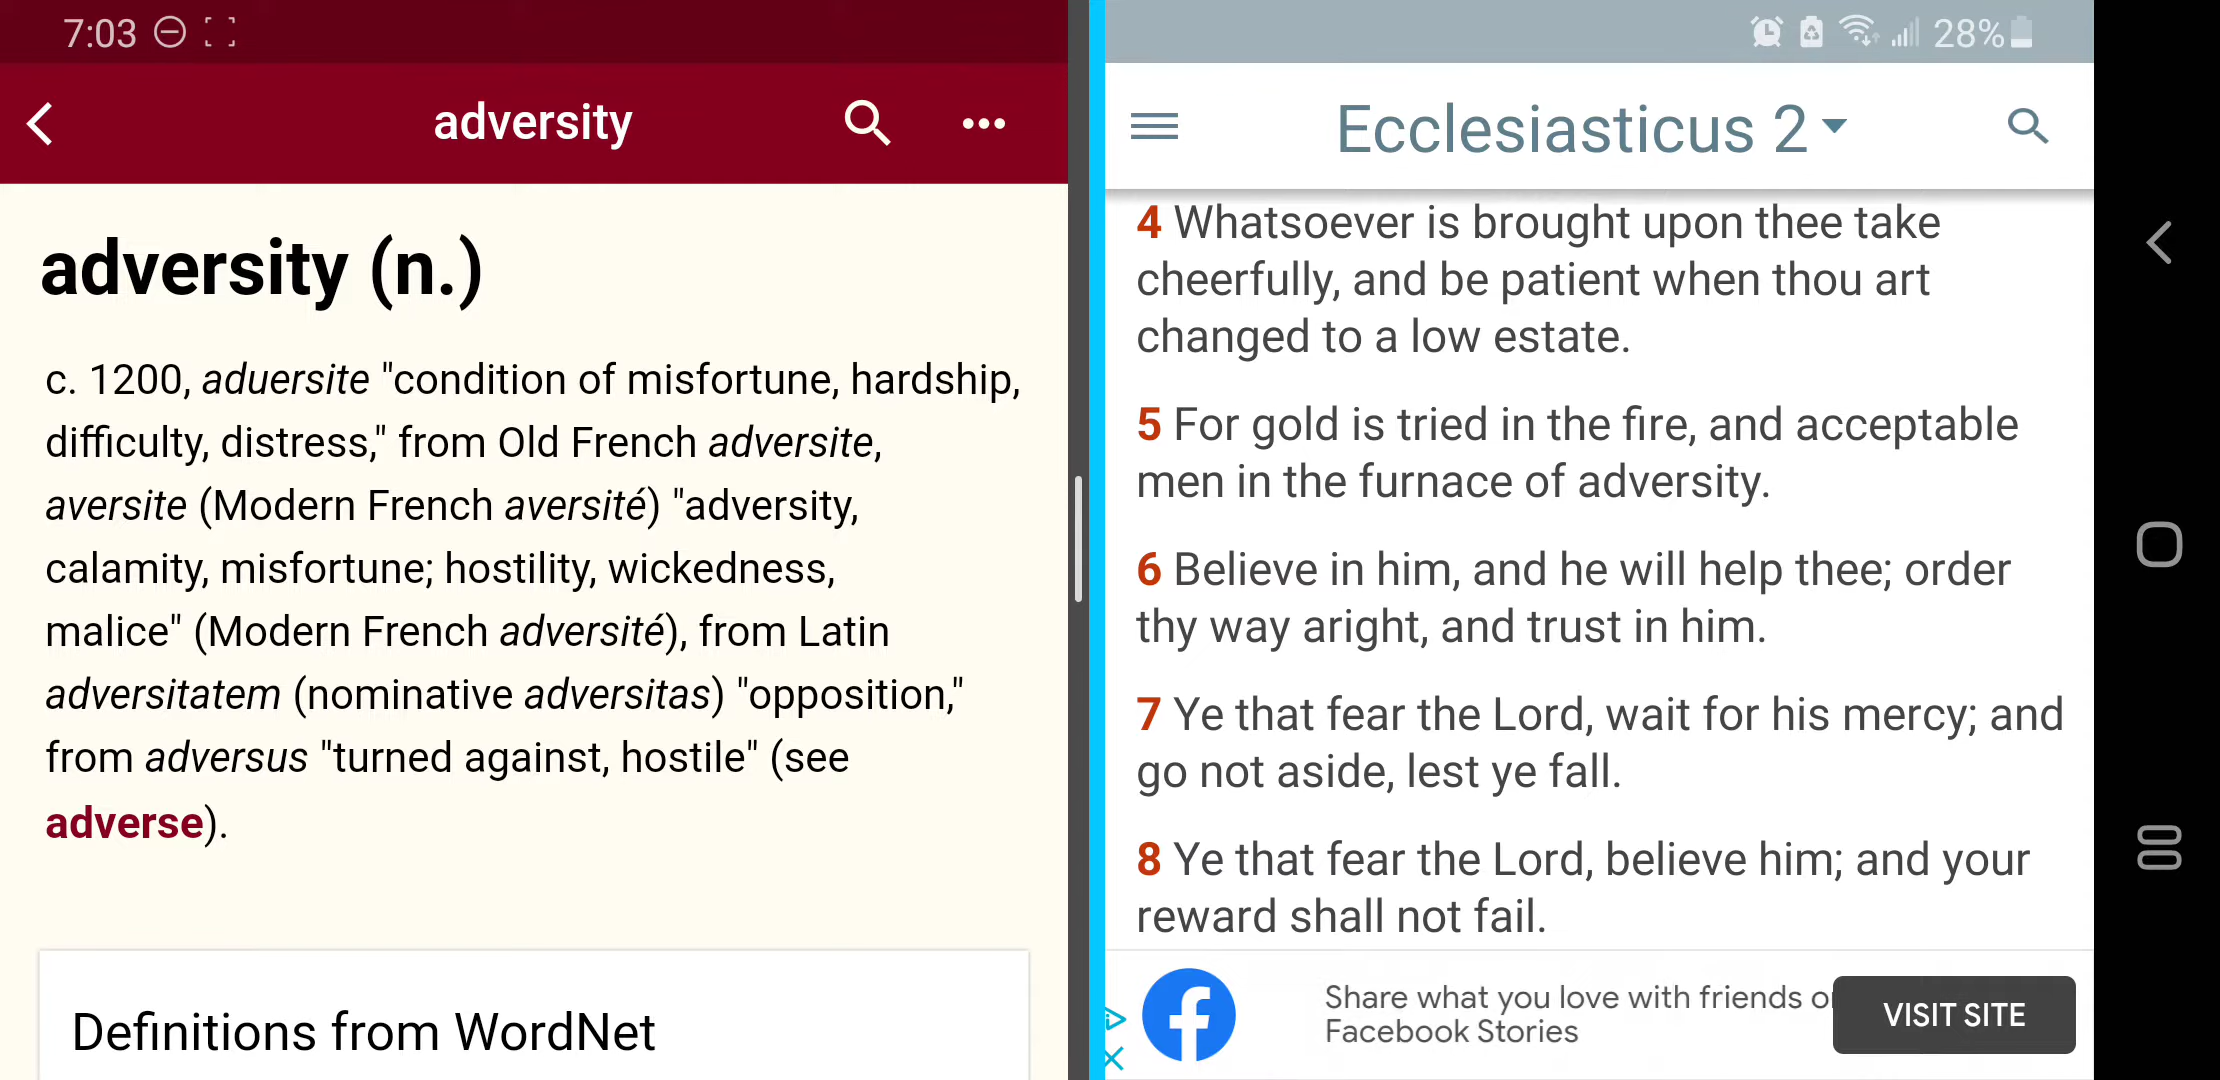 7:03
adversity
adversity (n.)
c. 1200, aduersite "condition of misfortune, hardship,
difficulty, distress," from Old French adversite,
aversite (Modern French aversité) "adversity,
calamity, misfortune; hostility, wickedness,
malice" (Modern French adversité), from Latin
adversitatem (nominative adversitas) "opposition,"
from adversus "turned against, hostile" (see
adverse).
Definitions from WordNet
28%
Ecclesiasticus 2
4 Whatsoever is brought upon thee take
cheerfully, and be patient when thou art
changed to a low estate.
5 For gold is tried in the fire, and acceptable
men in the furnace of adversity.
6 Believe in him, and he will help thee; order
thy way aright, and trust in him.
7 Ye that fear the Lord, wait for his mercy; and
go not aside, lest ye fall.
8 Ye that fear the Lord, believe him; and your
reward shall not fail.
Share what you love with friends o
Facebook Stories
VISIT SITE